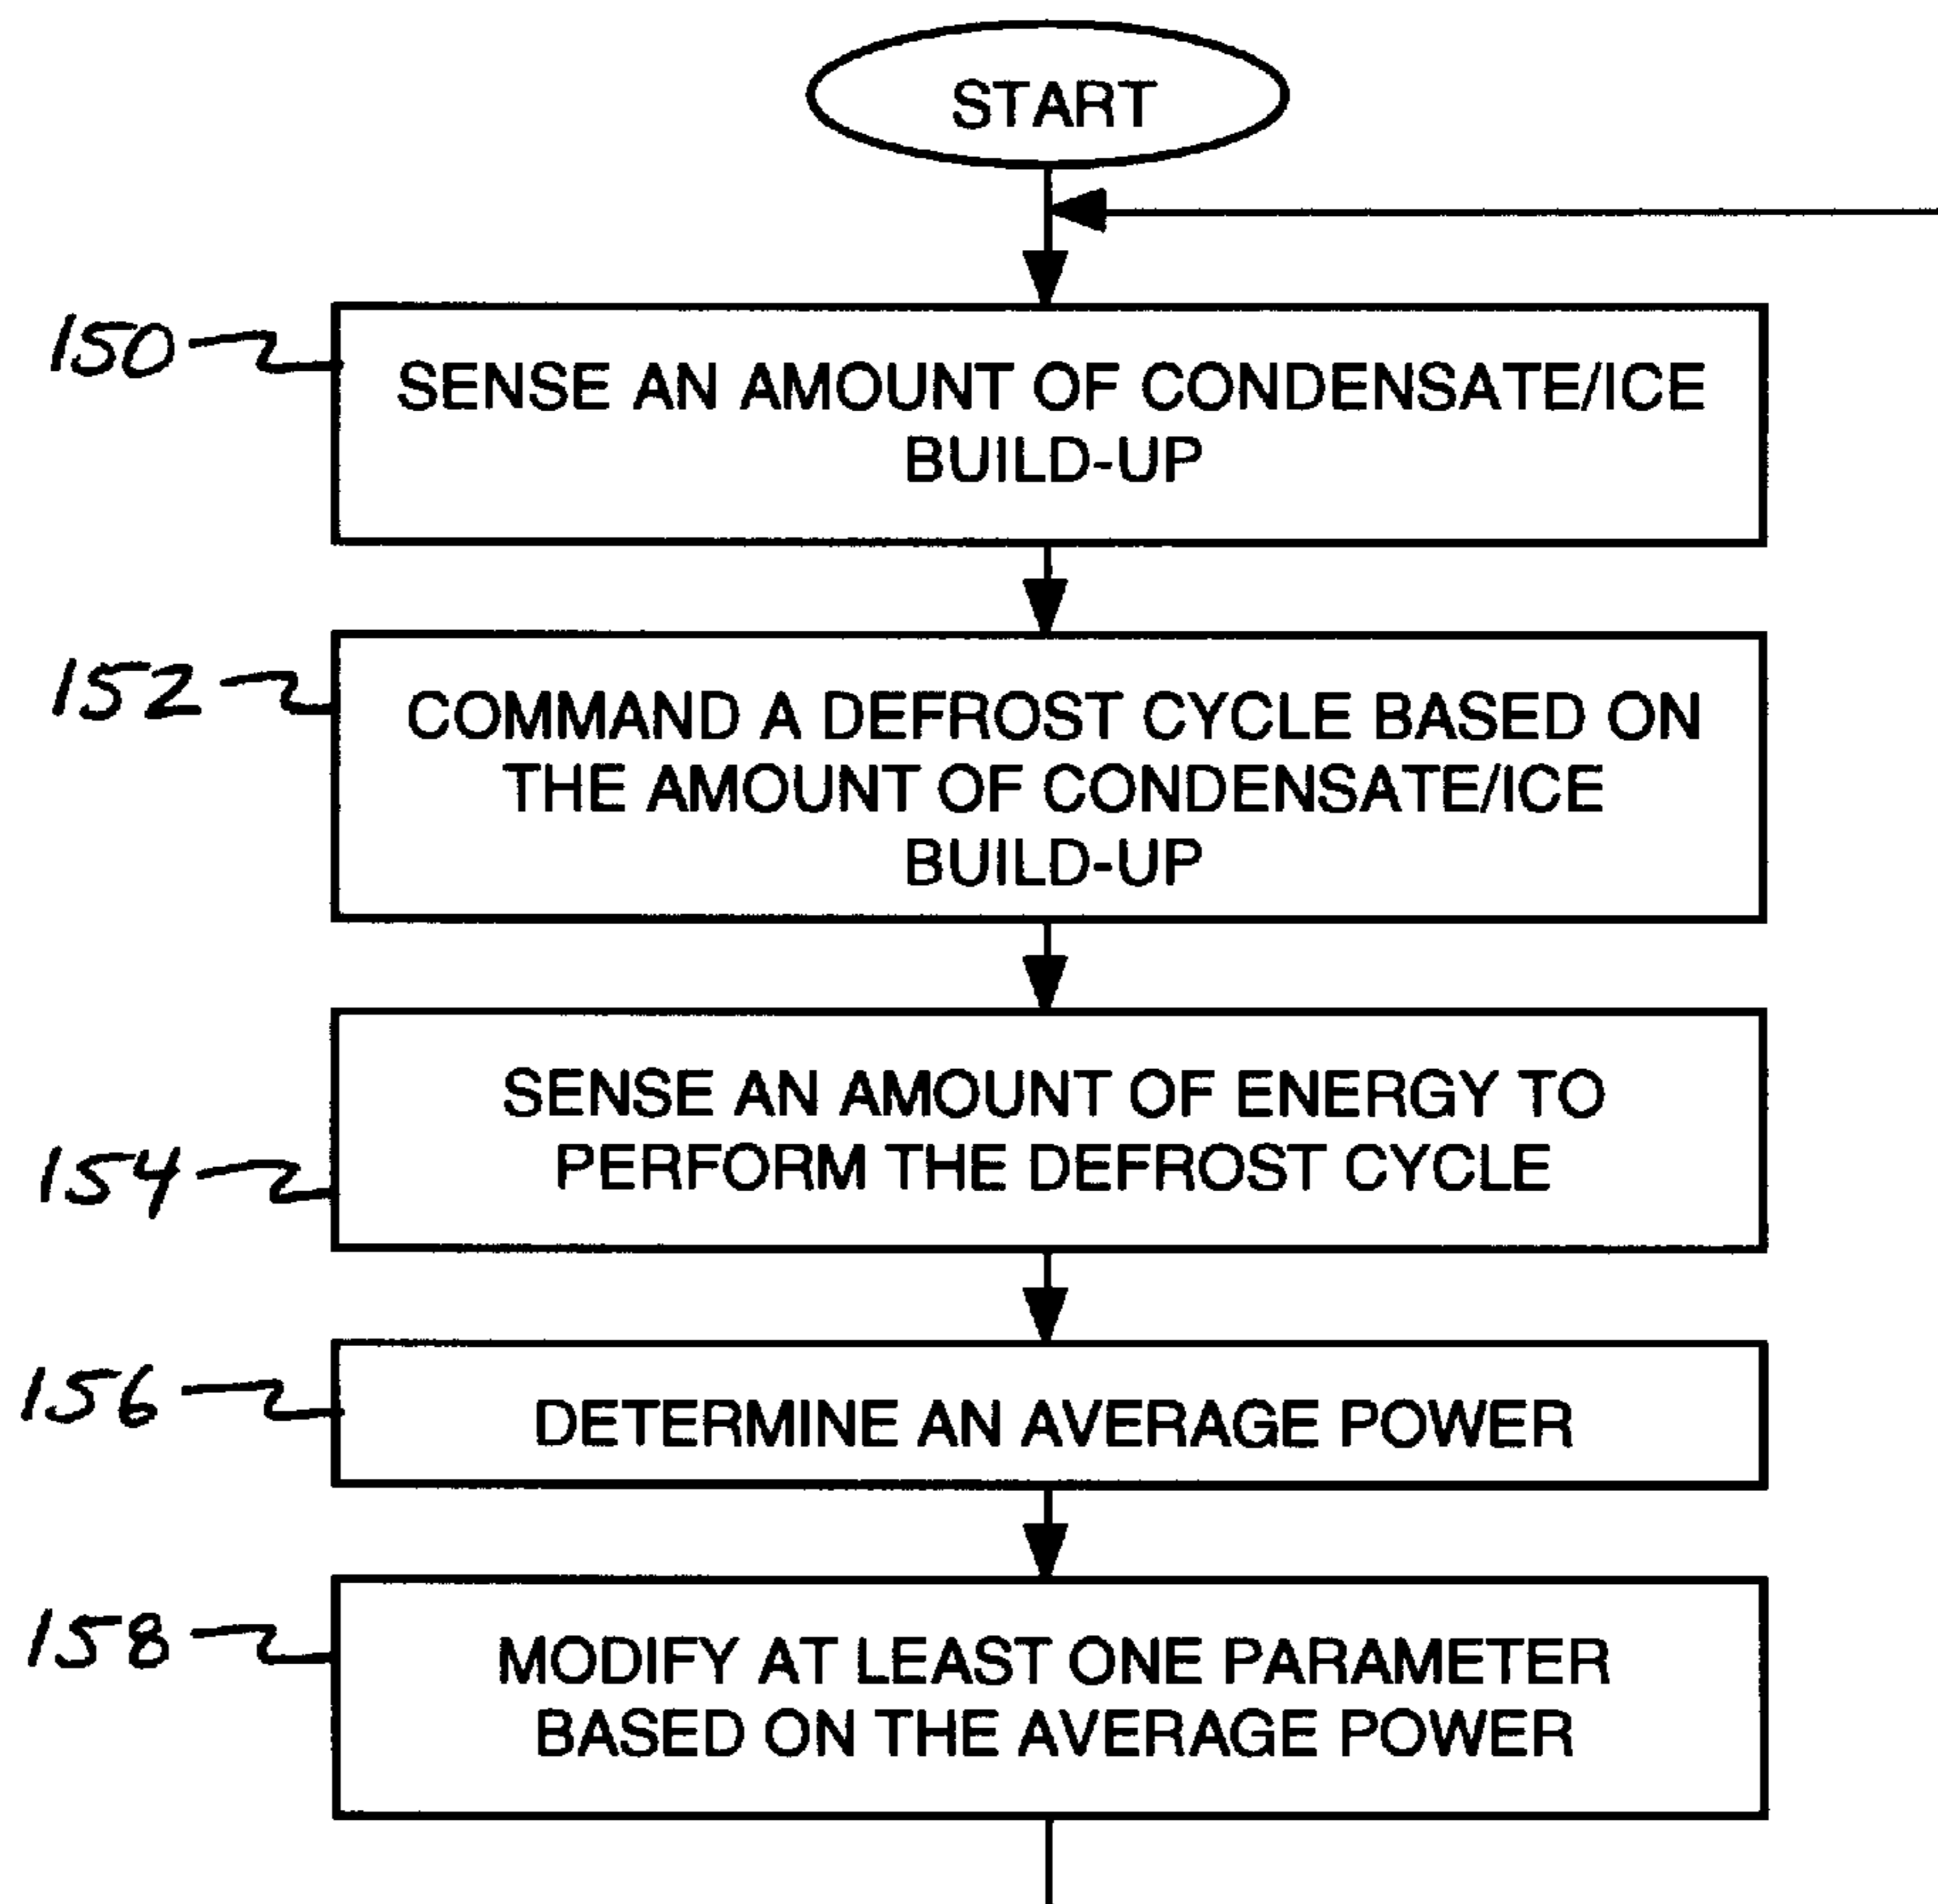 START
150
SENSE AN AMOUNT OF CONDENSATE/ICE
BUILD-UP
152
COMMAND A DEFROST CYCLE BASED ON
THE AMOUNT OF CONDENSATE/ICE
BUILD-UP
SENSE AN AMOUNT OF ENERGY TO
PERFORM THE DEFROST CYCLE
154
156
DETERMINE AN AVERAGE POWER
158
MODIFY AT LEAST ONE PARAMETER
BASED ON THE AVERAGE POWER